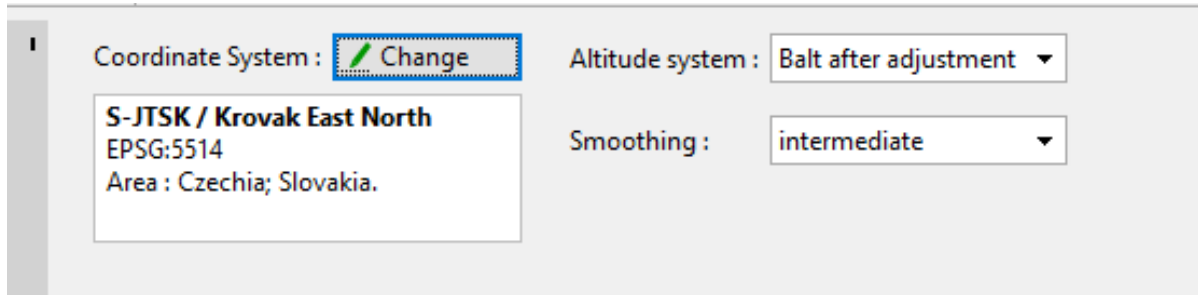 Coordinate System : Change
Altitude system : Balt after adjustment
S-JTSK / Krovak East North
EPSG:5514
Area : Czechia; Slovakia.
Smoothing : intermediate